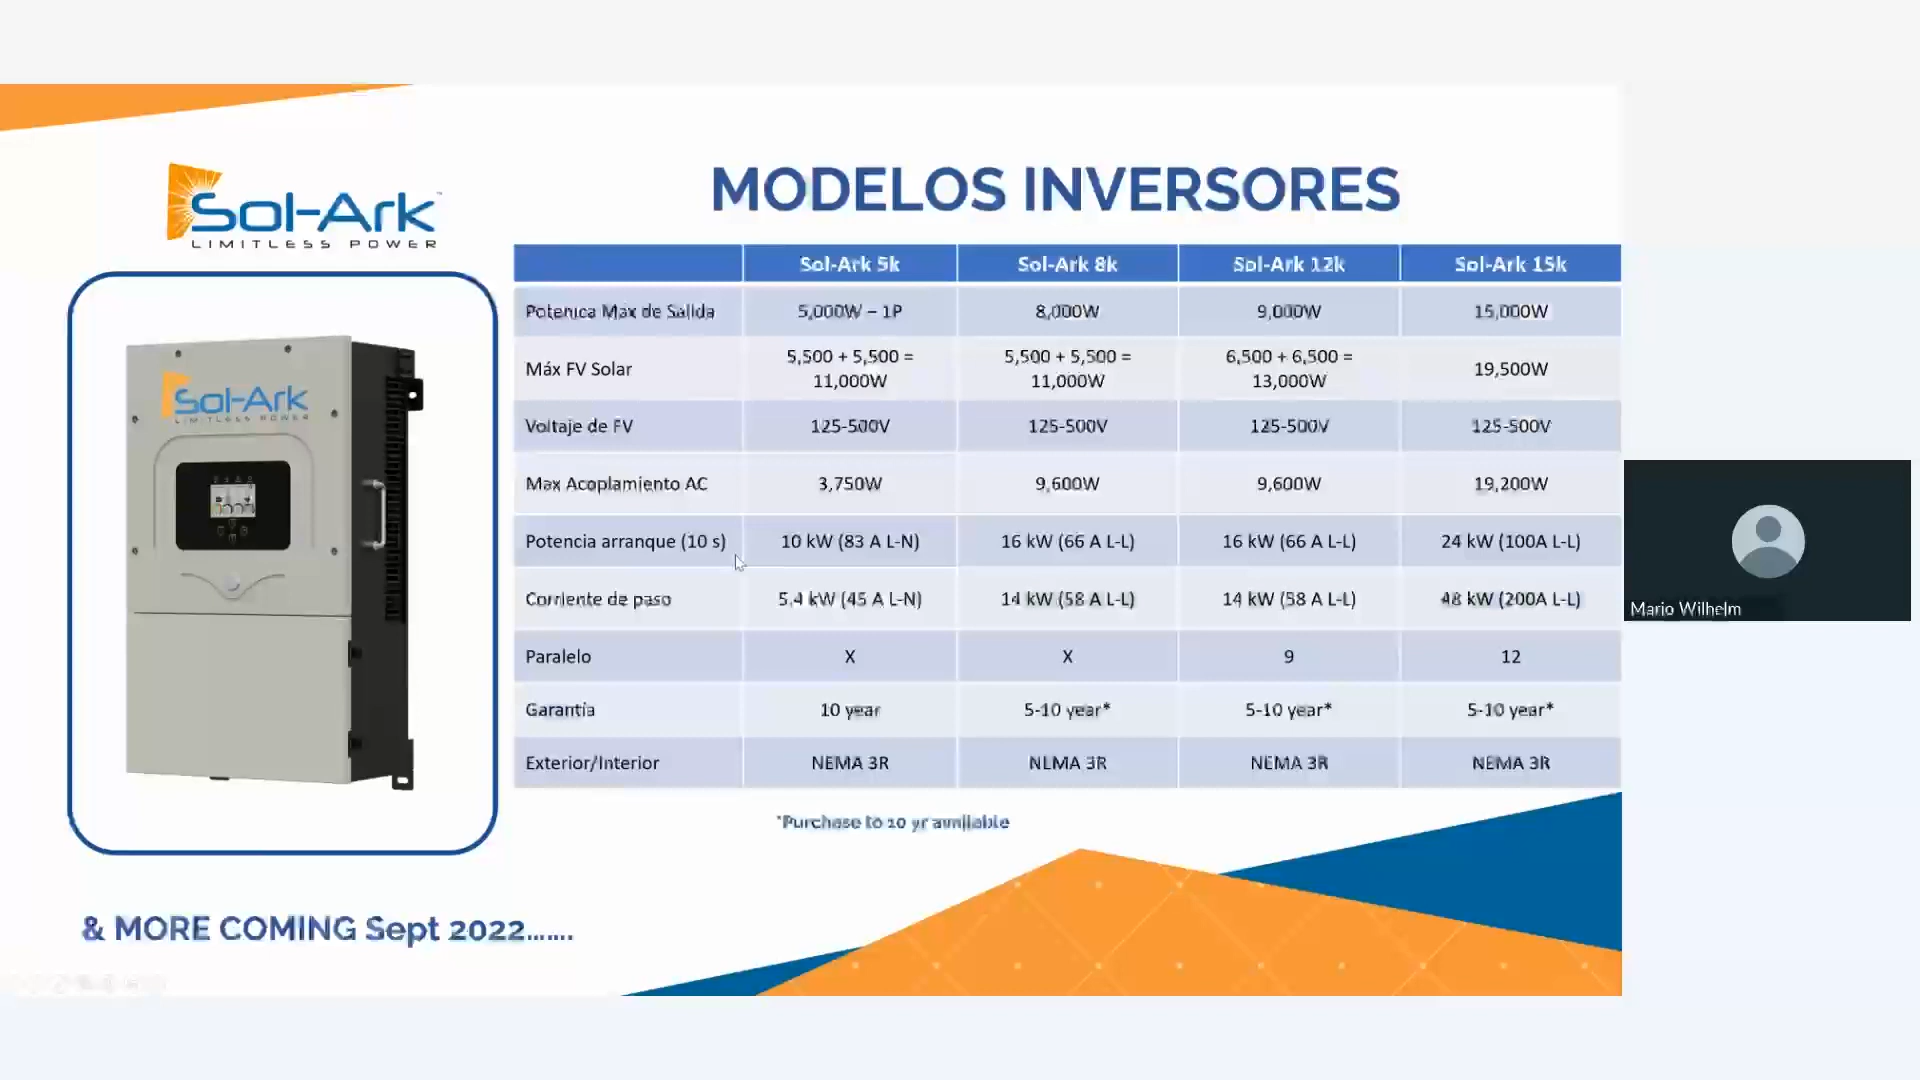 Sol-Ark™
LIMITLESS POWER
MODELOS INVERSORES
Sol-Ark 5k Sol-Ark 8k Sol-Ark 12k Sol-Ark 15k
Potenica Max de Salida 5,000W – 1P 8,000W 9,000W 15,000W
Máx FV Solar 5,500 + 5,500 = 11,000W 5,500 + 5,500 = 11,000W 6,500 + 6,500 = 13,000W 19,500W
Voltaje de FV 125-500V 125-500V 125-500V 125-500V
Max Acoplamiento AC 3,750W 9,600W 9,600W 19,200W
Potencia arranque (10 s) 10 kW (83 A L-N) 16 kW (66 A L-L) 16 kW (66 A L-L) 24 kW (100A L-L)
Corriente de paso 5.4 kW (45 A L-N) 14 kW (58 A L-L) 14 kW (58 A L-L) 48 kW (200A L-L)
Paralelo X X 9 12
Garantía 10 year 5-10 year* 5-10 year* 5-10 year*
Exterior/Interior NEMA 3R NEMA 3R NEMA 3R NEMA 3R
*Purchase to 10 yr available
Sol-Ark
LIMITLESS POWER
& MORE COMING Sept 2022.......
Mario Wilhelm